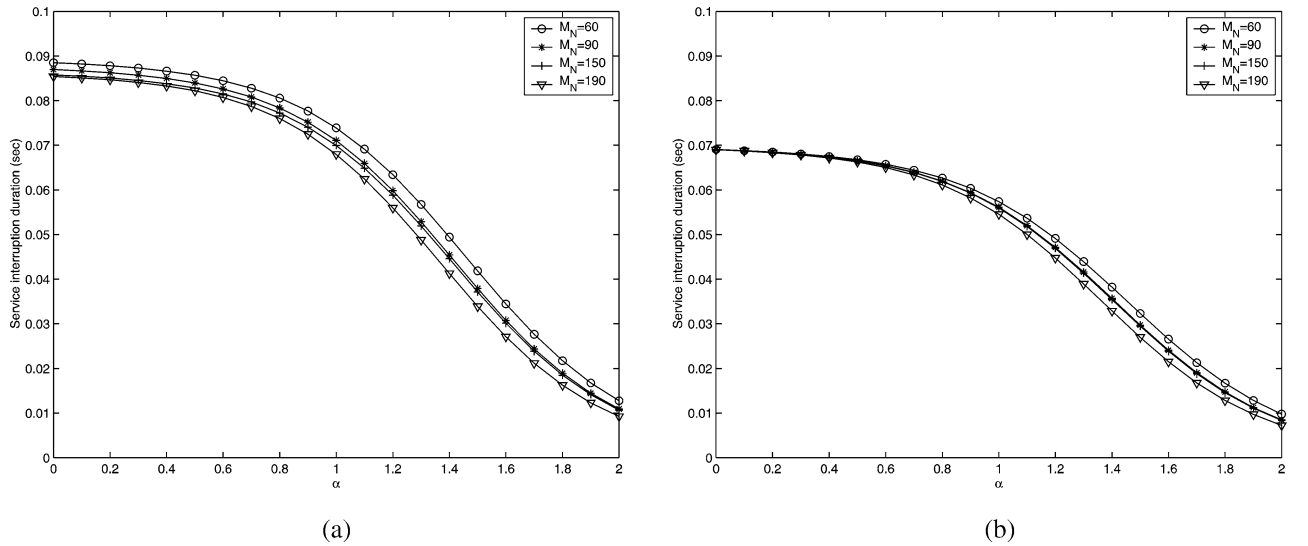 0.1
0.09
0.08
0.07
0.06
0.05
0.04
0.03
0.02
0.01
0
Service interruption duration (sec)
M_N=60
M_N=90
M_N=150
M_N=190
0 0.2 0.4 0.6 0.8 1 1.2 1.4 1.6 1.8 2
α
(a)
0.1
0.09
0.08
0.07
0.06
0.05
0.04
0.03
0.02
0.01
0
Service interruption duration (sec)
M_N=60
M_N=90
M_N=150
M_N=190
0 0.2 0.4 0.6 0.8 1 1.2 1.4 1.6 1.8 2
α
(b)